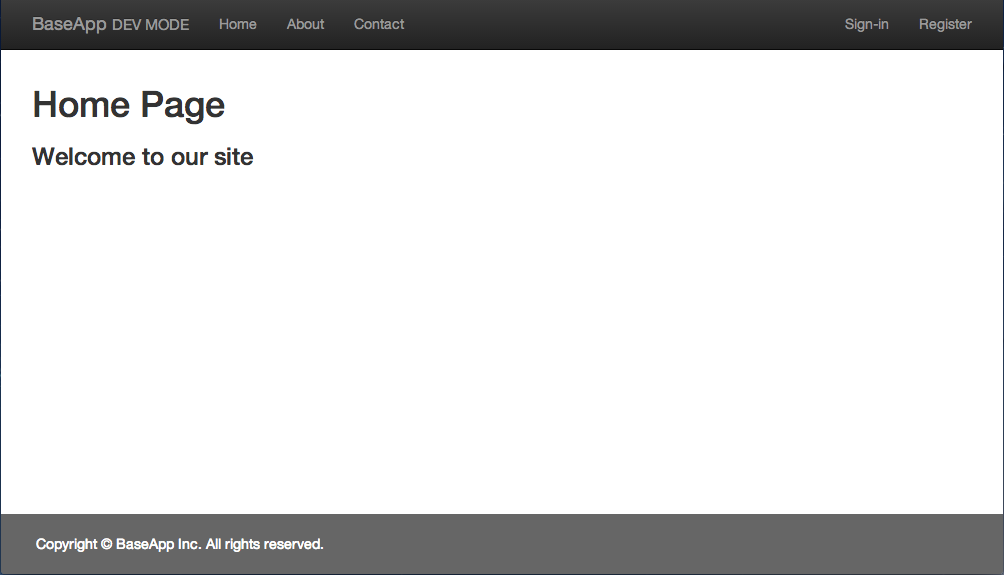 BaseApp DEV MODE Home About Contact Sign-in Register
Home Page
Welcome to our site
Copyright © BaseApp Inc. All rights reserved.